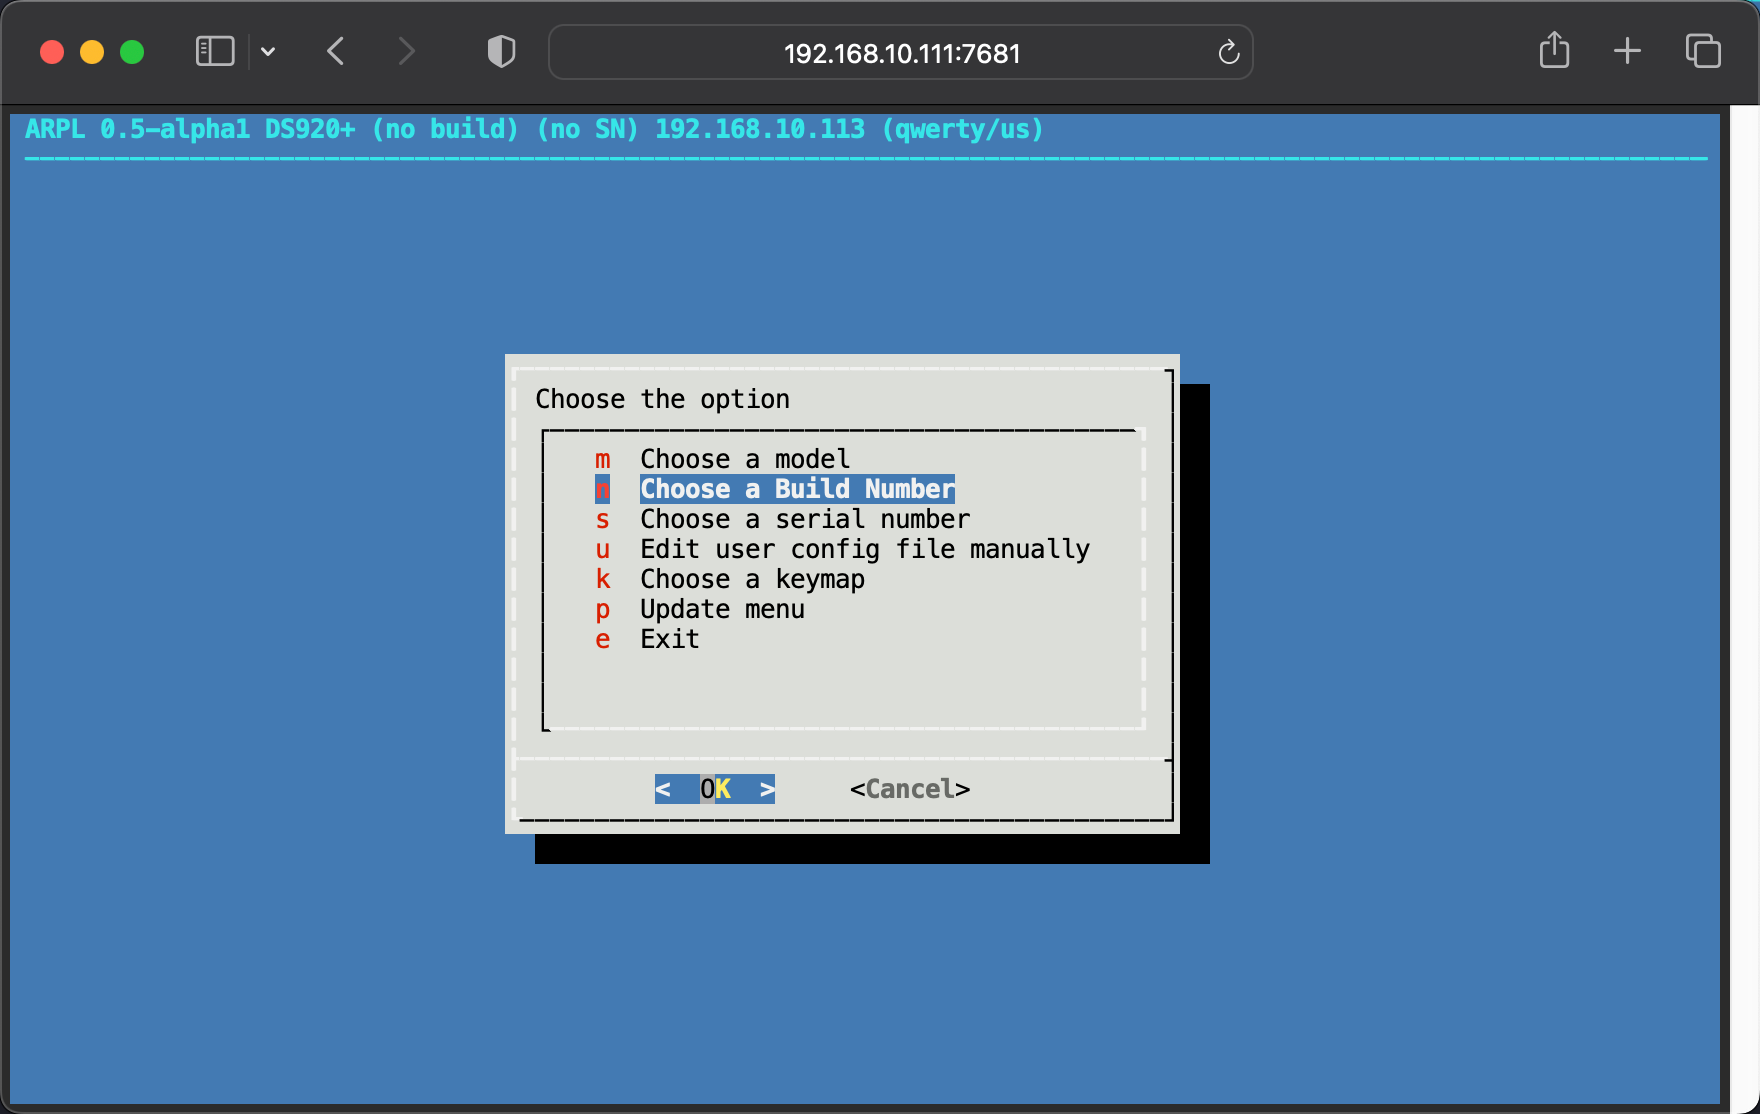 192.168.10.111:7681
ARPL 0.5-alpha1 DS920+ (no build) (no SN) 192.168.10.113 (qwerty/us)
Choose the option
m Choose a model
n Choose a Build Number
s Choose a serial number
u Edit user config file manually
k Choose a keymap
p Update menu
e Exit
< OK > <Cancel>